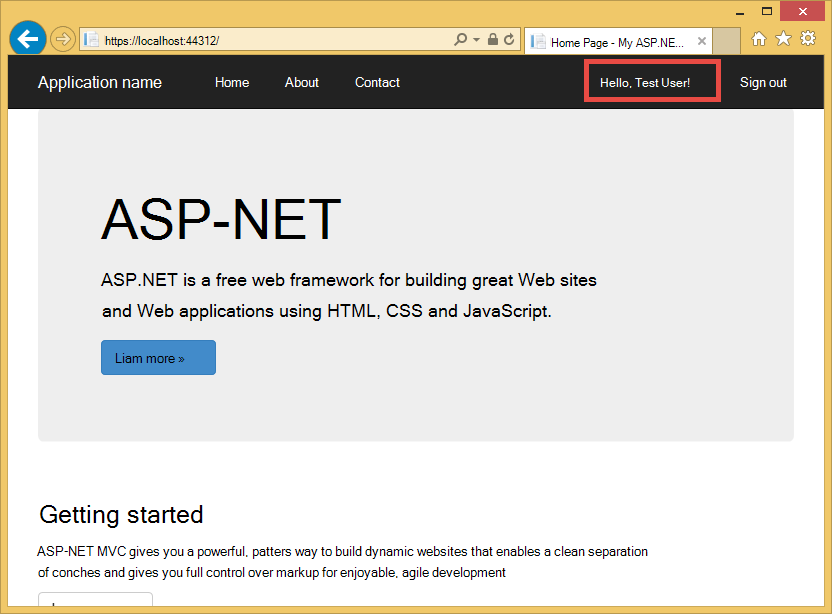 https://localhost:44312/
Home Page - My ASP.NE...
Application name Home About Contact Hello, Test User! Sign out
ASP-NET
ASP.NET is a free web framework for building great Web sites
and Web applications using HTML, CSS and JavaScript.
Liam more »
Getting started
ASP-NET MVC gives you a powerful, patters way to build dynamic websites that enables a clean separation
of conches and gives you full control over markup for enjoyable, agile development